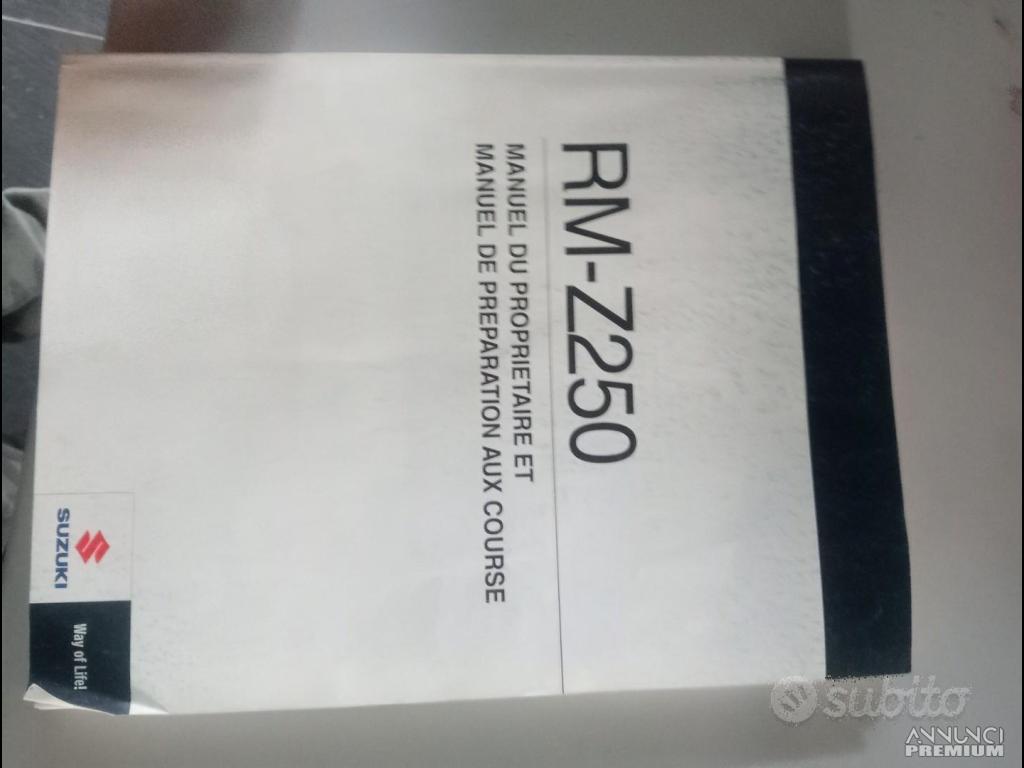 RM-Z250
MANUEL DU PROPRIETAIRE ET
MANUEL DE PREPARATION AUX COURSE
SUZUKI
Way of Life!
subito
ANNUNCI
PREMIUM